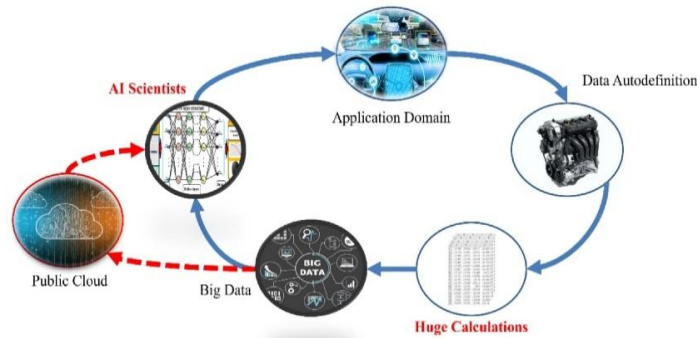 Application Domain
Data Autodefinition
AI Scientists
Public Cloud
Big Data
BIG
DATA
Huge Calculations